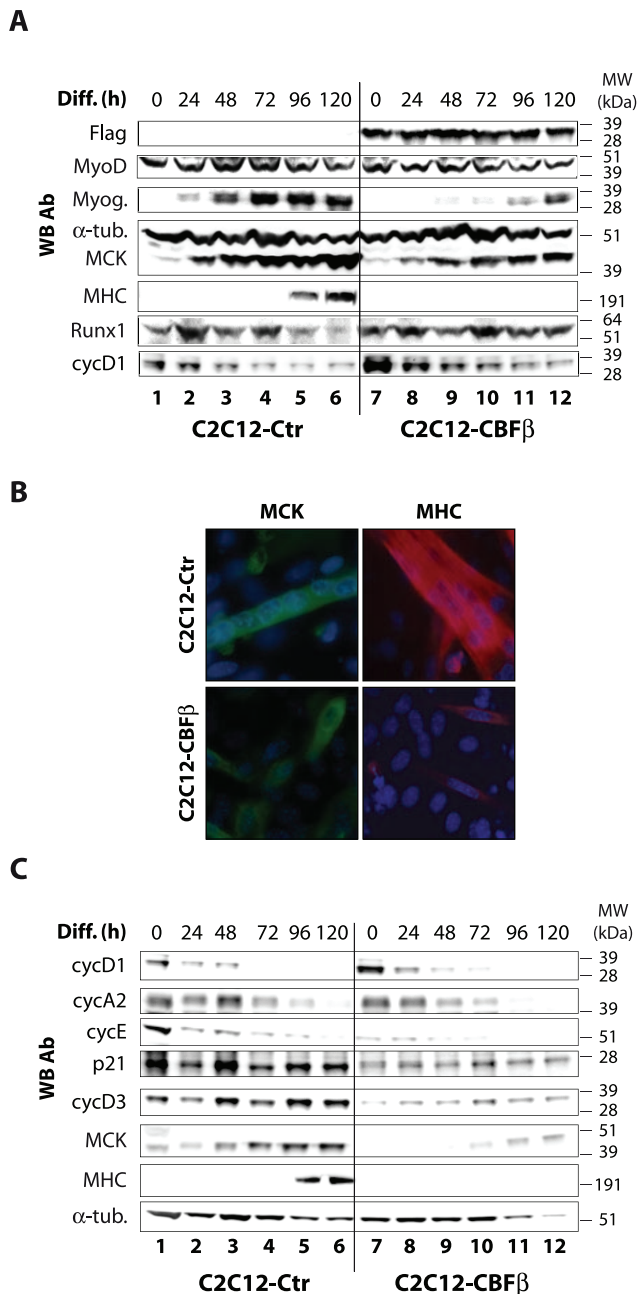 A
MW
Diff. (h) 0 24 48 72 96 120 0 24 48 72 96 120 (kDa)
WB Ab
Flag 39 28
MyoD 51 39
Myog. 39 28
α-tub. 51
MCK 39
MHC 191
Runx1 64 51
cycD1 39 28
1 2 3 4 5 6 7 8 9 10 11 12
C2C12-Ctr C2C12-CBFβ
B
MCK MHC
C2C12-Ctr
C2C12-CBFβ
C
MW
Diff. (h) 0 24 48 72 96 120 0 24 48 72 96 120 (kDa)
WB Ab
cycD1 39 28
cycA2 39
cycE 51
p21 28
cycD3 39 28
MCK 51 39
MHC 191
α-tub. 51
1 2 3 4 5 6 7 8 9 10 11 12
C2C12-Ctr C2C12-CBFβ